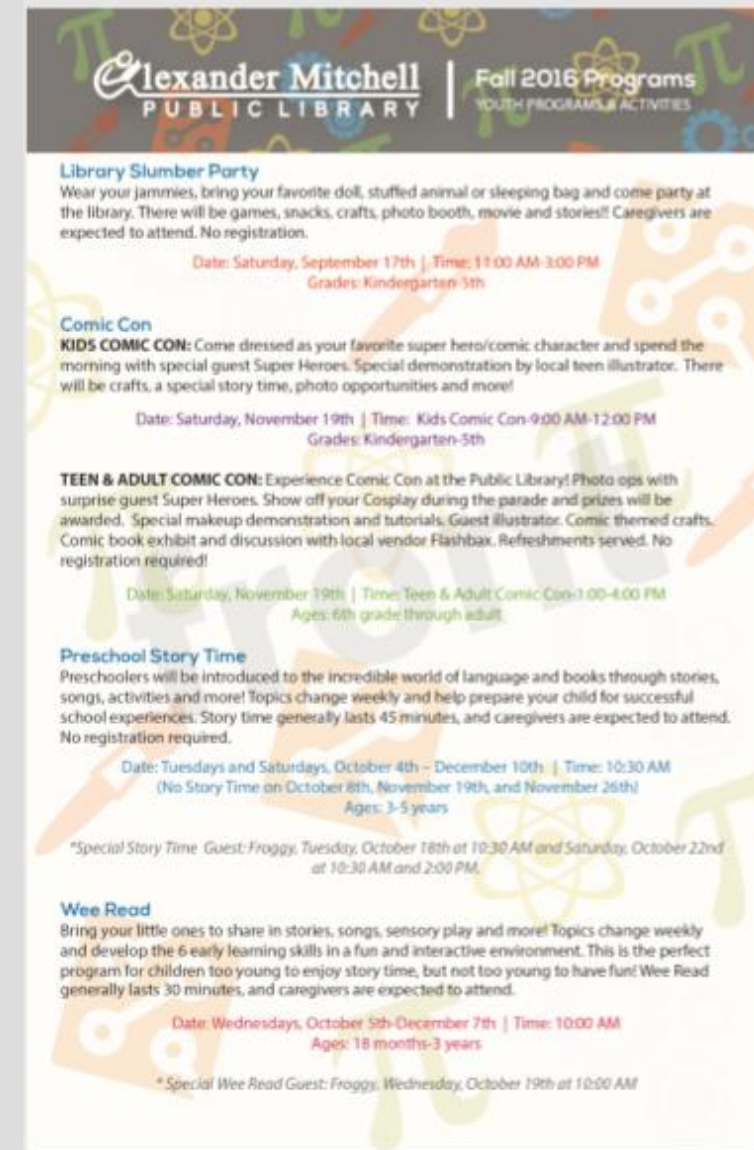 Alexander Mitchell
PUBLIC LIBRARY
Fall 2016 Programs
YOUTH PROGRAMS & ACTIVITIES
Library Slumber Party
Wear your jammies, bring your favorite doll, stuffed animal or sleeping bag and come party at
the library. There will be games, snacks, crafts, photo booth, movie and stories!! Caregivers are
expected to attend. No registration.
Date: Saturday, September 17th | Time: 11:00 AM-3:00 PM
Grades: Kindergarten-5th
Comic Con
KIDS COMIC CON: Come dressed as your favorite super hero/comic character and spend the
morning with special guest Super Heroes. Special demonstration by local teen illustrator. There
will be crafts, a special story time, photo opportunities and more!
Date: Saturday, November 19th | Time: Kids Comic Con-9:00 AM-12:00 PM
Grades: Kindergarten-5th
TEEN & ADULT COMIC CON: Experience Comic Con at the Public Library! Photo ops with
surprise guest Super Heroes. Show off your Cosplay during the parade and prizes will be
awarded. Special makeup demonstration and tutorials. Guest illustrator. Comic themed crafts.
Comic book exhibit and discussion with local vendor Flashbax. Refreshments served. No
registration required!
Date: Saturday, November 19th | Time: Teen & Adult Comic Con-1:00-4:00 PM
Ages: 6th grade through adult
Preschool Story Time
Preschoolers will be introduced to the incredible world of language and books through stories,
songs, activities and more! Topics change weekly and help prepare your child for successful
school experiences. Story time generally lasts 45 minutes, and caregivers are expected to attend.
No registration required.
Date: Tuesdays and Saturdays, October 4th – December 10th | Time: 10:30 AM
(No Story Time on October 8th, November 19th, and November 26th)
Ages: 3-5 years
*Special Story Time Guest: Froggy, Tuesday, October 18th at 10:30 AM and Saturday, October 22nd
at 10:30 AM and 2:00 PM.
Wee Read
Bring your little ones to share in stories, songs, sensory play and more! Topics change weekly
and develop the 6 early learning skills in a fun and interactive environment. This is the perfect
program for children too young to enjoy story time, but not too young to have fun! Wee Read
generally lasts 30 minutes, and caregivers are expected to attend.
Date: Wednesdays, October 5th-December 7th | Time: 10:00 AM
Ages: 18 months-3 years
* Special Wee Read Guest: Froggy, Wednesday, October 19th at 10:00 AM
front